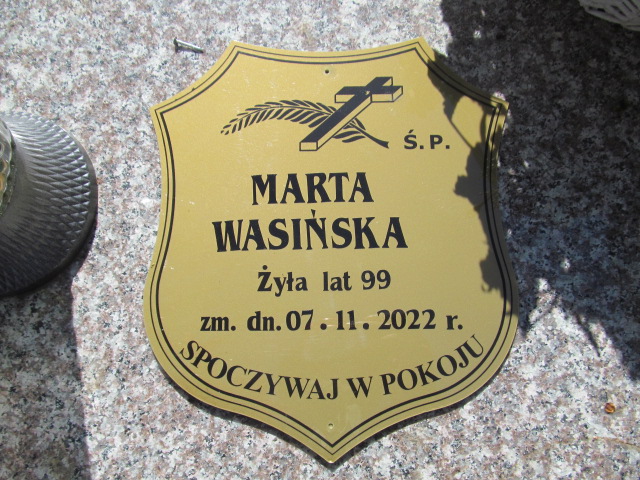 Ś.P.
MARTA
WASIŃSKA
Żyła lat 99
zm. dn. 07.11.2022 r.
SPOCZYWAJ W POKOJU